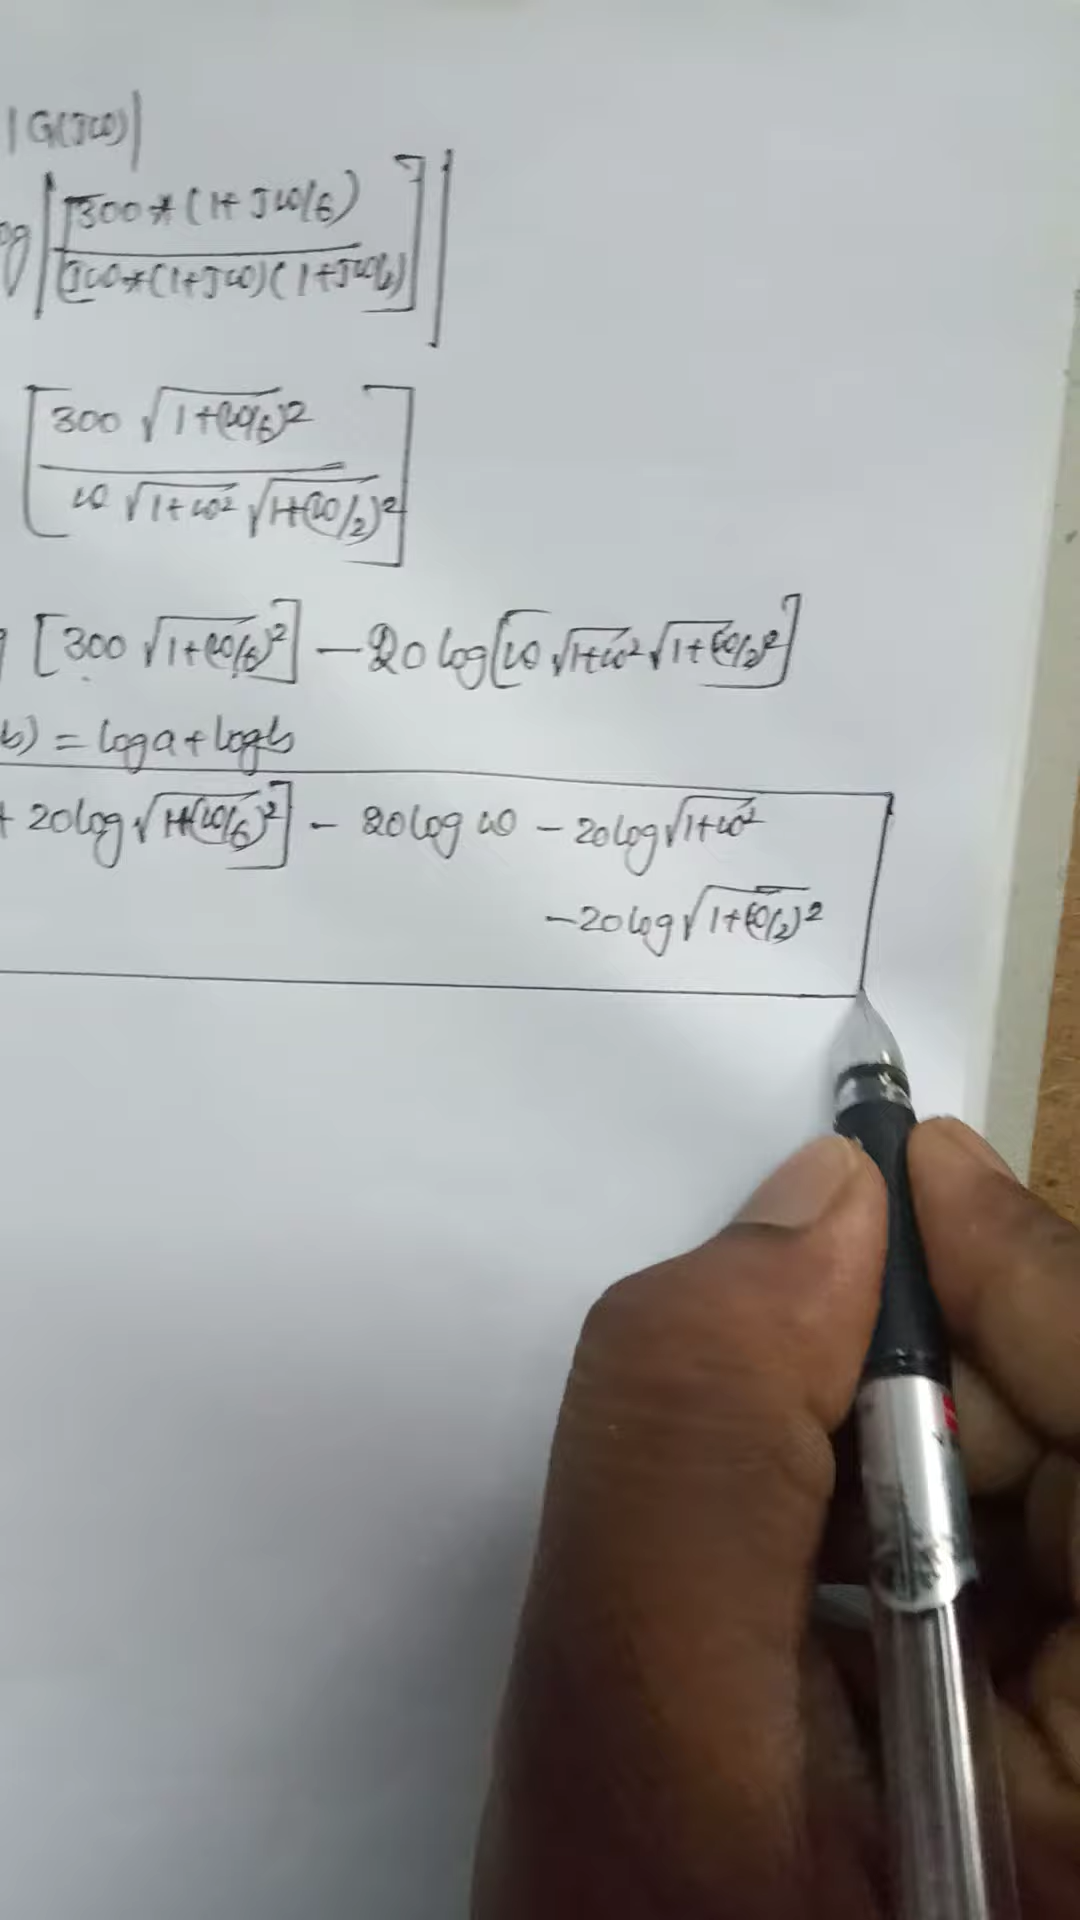 |G(jω)|
og |[300*(1+jω/6) / jω*(1+jω)(1+jω/2)]|
[300 √1+(ω/6)² / ω √1+ω² √1+(ω/2)²]
[300 √1+(ω/6)²] - 20 log[ω √1+ω² √1+(ω/2)²]
b) = log a + log b
+ 20 log √1+(ω/6)²] - 20 log ω - 20 log √1+ω²
- 20 log √1+(ω/2)²